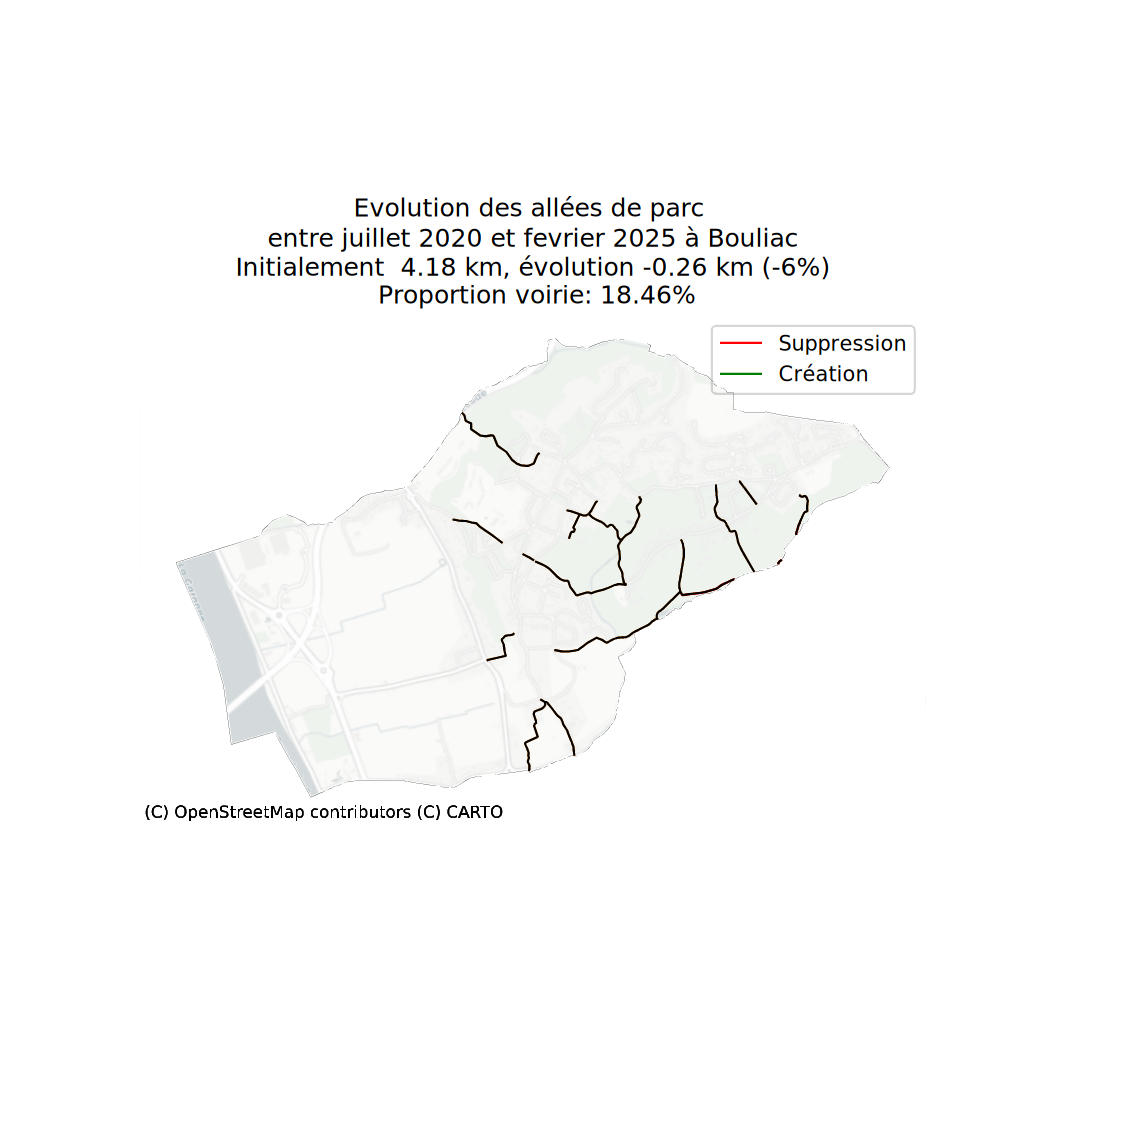 Evolution des allées de parc
entre juillet 2020 et fevrier 2025 à Bouliac
Initialement  4.18 km, évolution -0.26 km (-6%)
Proportion voirie: 18.46%
Suppression
Création
La Garonne
(C) OpenStreetMap contributors (C) CARTO